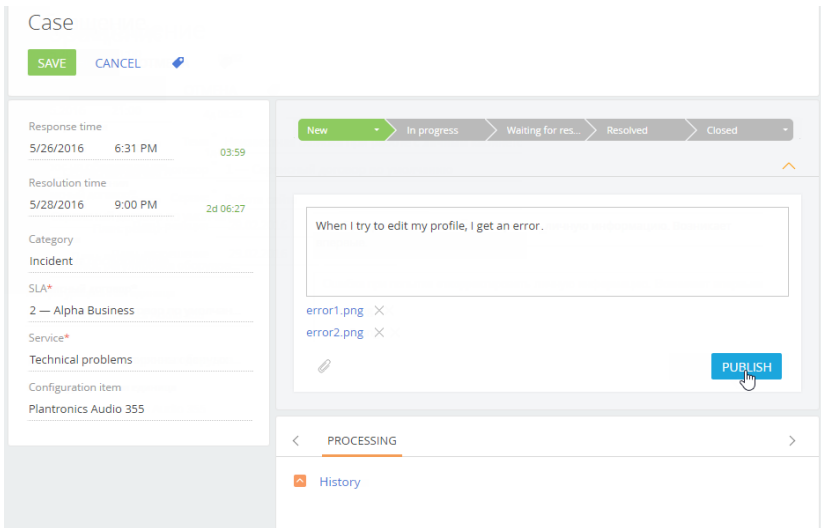 Case
SAVE CANCEL
Response time
5/26/2016 6:31 PM 03:59
Resolution time
5/28/2016 9:00 PM 2d 06:27
Category
Incident
SLA*
2 — Alpha Business
Service*
Technical problems
Configuration item
Plantronics Audio 355
New In progress Waiting for res... Resolved Closed
When I try to edit my profile, I get an error.
error1.png
error2.png
PUBLISH
PROCESSING
History